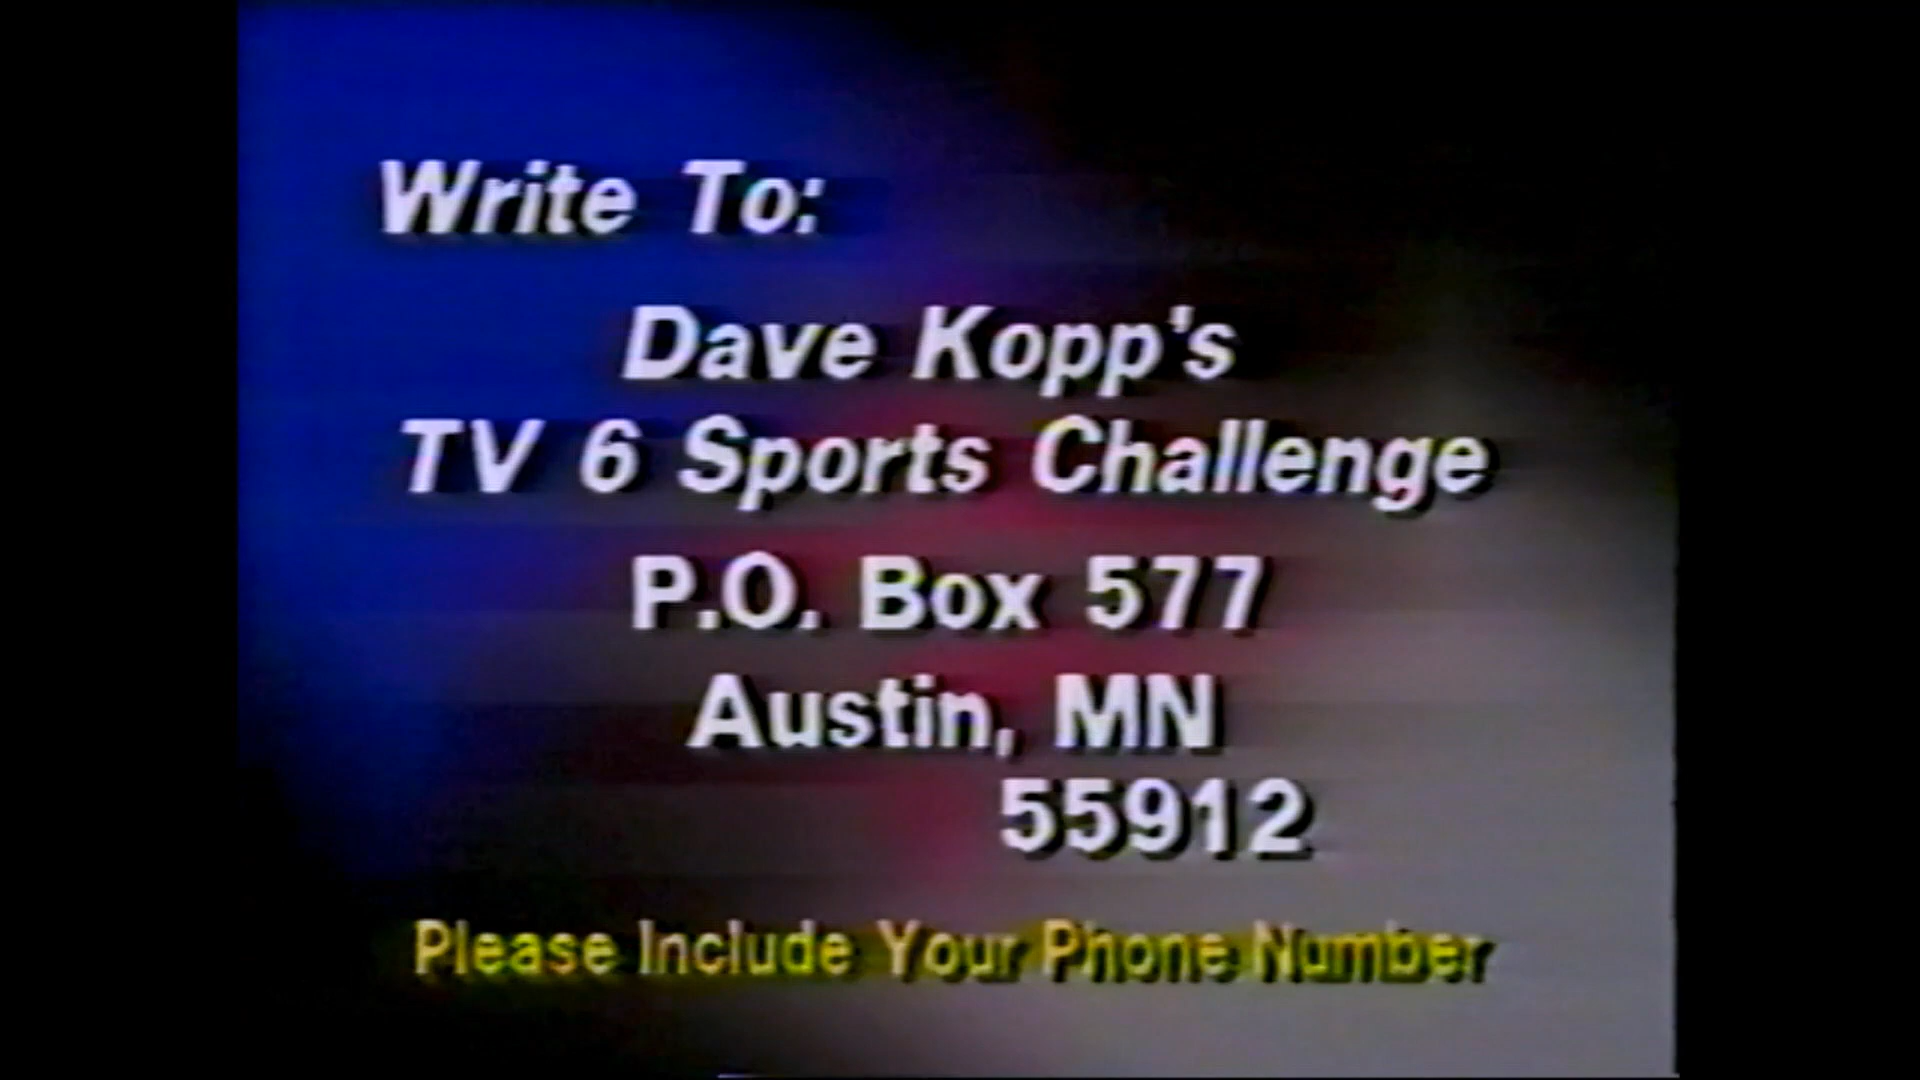 Write To:
Dave Kopp's
TV 6 Sports Challenge
P.O. Box 577
Austin, MN
55912
Please Include Your Phone Number